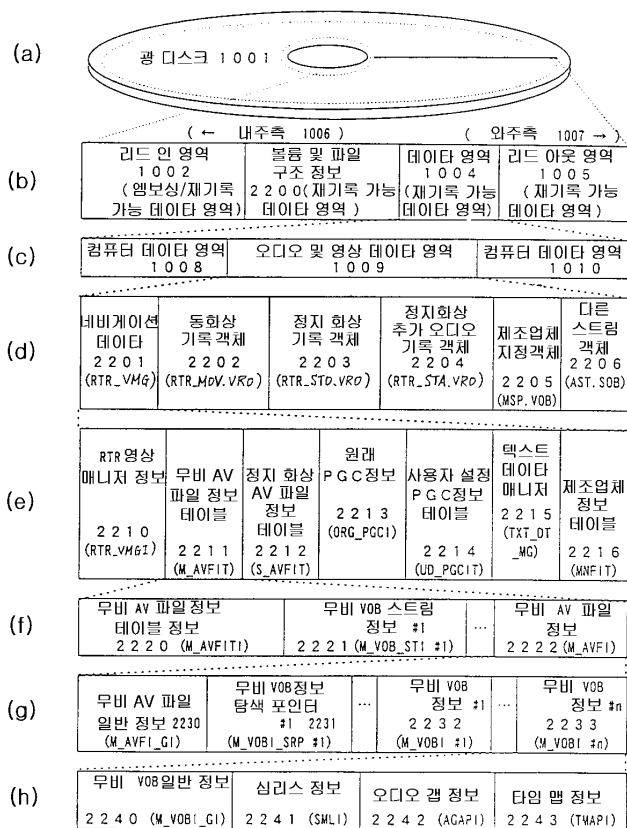 (a)
광 디스크 1001
( ← 내주측 1006 )
( 와주측 1007 → )
(b)
리드 인 영역
1002
(엠보싱/재기록
가능 데이타 영역)
볼륨 및 파일
구조 정보
2200(재기록 가능
데이타 영역 )
데이타 영역
1004
(재기록 가능
데이타 영역)
리드 아웃 영역
1005
(재기록 가능
데이타 영역 )
(c)
컴퓨터 데이타 영역
1008
오디오 및 영상 데이타 영역
1009
컴퓨터 데이타 영역
1010
(d)
네비게이션
데이타
2201
(RTR_VMG)
동화상
기록 객체
2202
(RTR_MOV.VRO)
정지 화상
기록 객체
2203
(RTR_STO.VRO)
정지화상
추가 오디오
기록 객체
2204
(RTR_STA.VRO)
제조업체
지정객체
2205
(MSP.VOB)
다른
스트림
객체
2206
(AST.SOB)
(e)
RTR영상
매니저 정보
2210
(RTR_VMGI)
무비 AV
파일 정보
테이블
2211
(M_AVFIT)
정지 화상
AV 파일
정보
테이블
2212
(S_AVFIT)
원래
PGC정보
2213
(ORG_PGCI)
사용자 설정
PGC정보
테이블
2214
(UD_PGCIT)
텍스트
데이타
매니저
2215
(TXT_DT
_MG)
제조업체
정보
테이블
2216
(MNFIT)
(f)
무비 AV 파일 정보
테이블 정보
2220 (M_AVFITI)
무비 VOB 스트림
정보 #1
2221 (M_VOB_STI #1)
…
무비 AV 파일
정보
2222 (M_AVFI)
(g)
무비 AV 파일
일반 정보 2230
(M_AVFI_GI)
무비 VOB정보
탐색 포인터
#1 2231
(M_VOBI_SRP #1)
…
무비 VOB
정보 #1
2232
(M_VOBI #1)
…
무비 VOB
정보 #n
2233
(M_VOBI #n)
(h)
무비 VOB일반 정보
2240 (M_VOBI_GI)
심리스 정보
2241 (SMLI)
오디오 갭 정보
2242 (AGAPI)
타임 맵 정보
2243 (TMAPI)